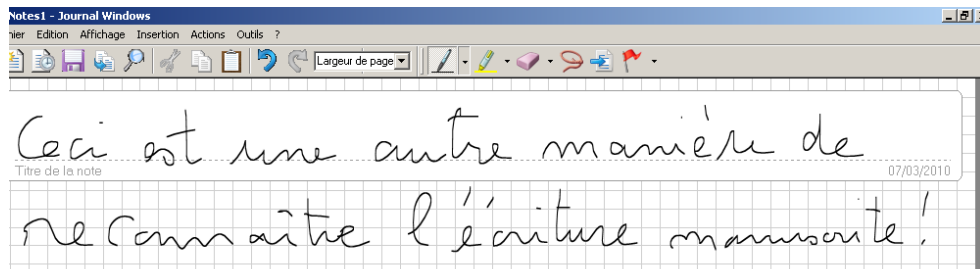 Notes1 - Journal Windows
hier Edition Affichage Insertion Actions Outils ?
Largeur de page
Ceci est une autre manière de
Titre de la note 07/03/2010
reconnaître l'écriture manuscrite !